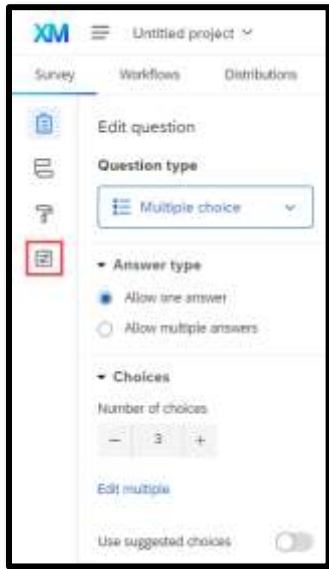 XM Untitled project
Survey Workflows Distributions
Edit question
Question type
Multiple choice
Answer type
Allow one answer
Allow multiple answers
Choices
Number of choices
– 3 +
Edit multiple
Use suggested choices